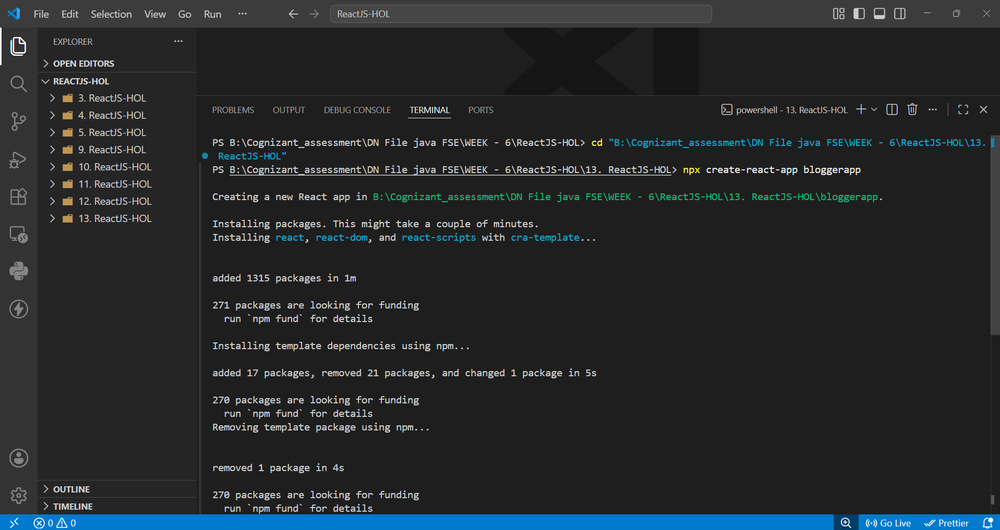 File Edit Selection View Go Run ···
ReactJS-HOL
EXPLORER
OPEN EDITORS
REACTJS-HOL
3. ReactJS-HOL
4. ReactJS-HOL
5. ReactJS-HOL
9. ReactJS-HOL
10. ReactJS-HOL
11. ReactJS-HOL
12. ReactJS-HOL
13. ReactJS-HOL
OUTLINE
TIMELINE
PROBLEMS OUTPUT DEBUG CONSOLE TERMINAL PORTS
powershell - 13. ReactJS-HOL
PS B:\Cognizant_assessment\DN File java FSE\WEEK - 6\ReactJS-HOL> cd "B:\Cognizant_assessment\DN File java FSE\WEEK - 6\ReactJS-HOL\13.
ReactJS-HOL"
PS B:\Cognizant_assessment\DN File java FSE\WEEK - 6\ReactJS-HOL\13. ReactJS-HOL> npx create-react-app bloggerapp
Creating a new React app in B:\Cognizant_assessment\DN File java FSE\WEEK - 6\ReactJS-HOL\13. ReactJS-HOL\bloggerapp.
Installing packages. This might take a couple of minutes.
Installing react, react-dom, and react-scripts with cra-template...
added 1315 packages in 1m
271 packages are looking for funding
run `npm fund` for details
Installing template dependencies using npm...
added 17 packages, removed 21 packages, and changed 1 package in 5s
270 packages are looking for funding
run `npm fund` for details
Removing template package using npm...
removed 1 package in 4s
270 packages are looking for funding
run `npm fund` for details
0 0
Go Live Prettier